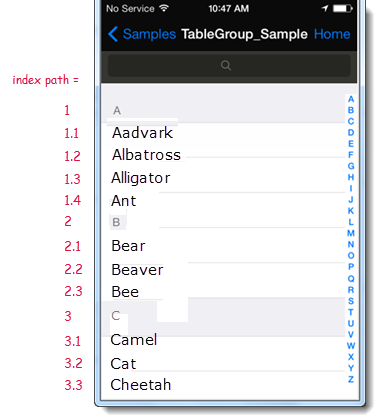 No Service 10:47 AM
Samples TableGroup_Sample Home
index path =
1 A
1.1 Aadvark
1.2 Albatross
1.3 Alligator
1.4 Ant
2 B
2.1 Bear
2.2 Beaver
2.3 Bee
3 C
3.1 Camel
3.2 Cat
3.3 Cheetah
A
B
C
D
E
F
G
H
I
J
K
L
M
N
O
P
Q
R
S
T
U
V
W
X
Y
Z